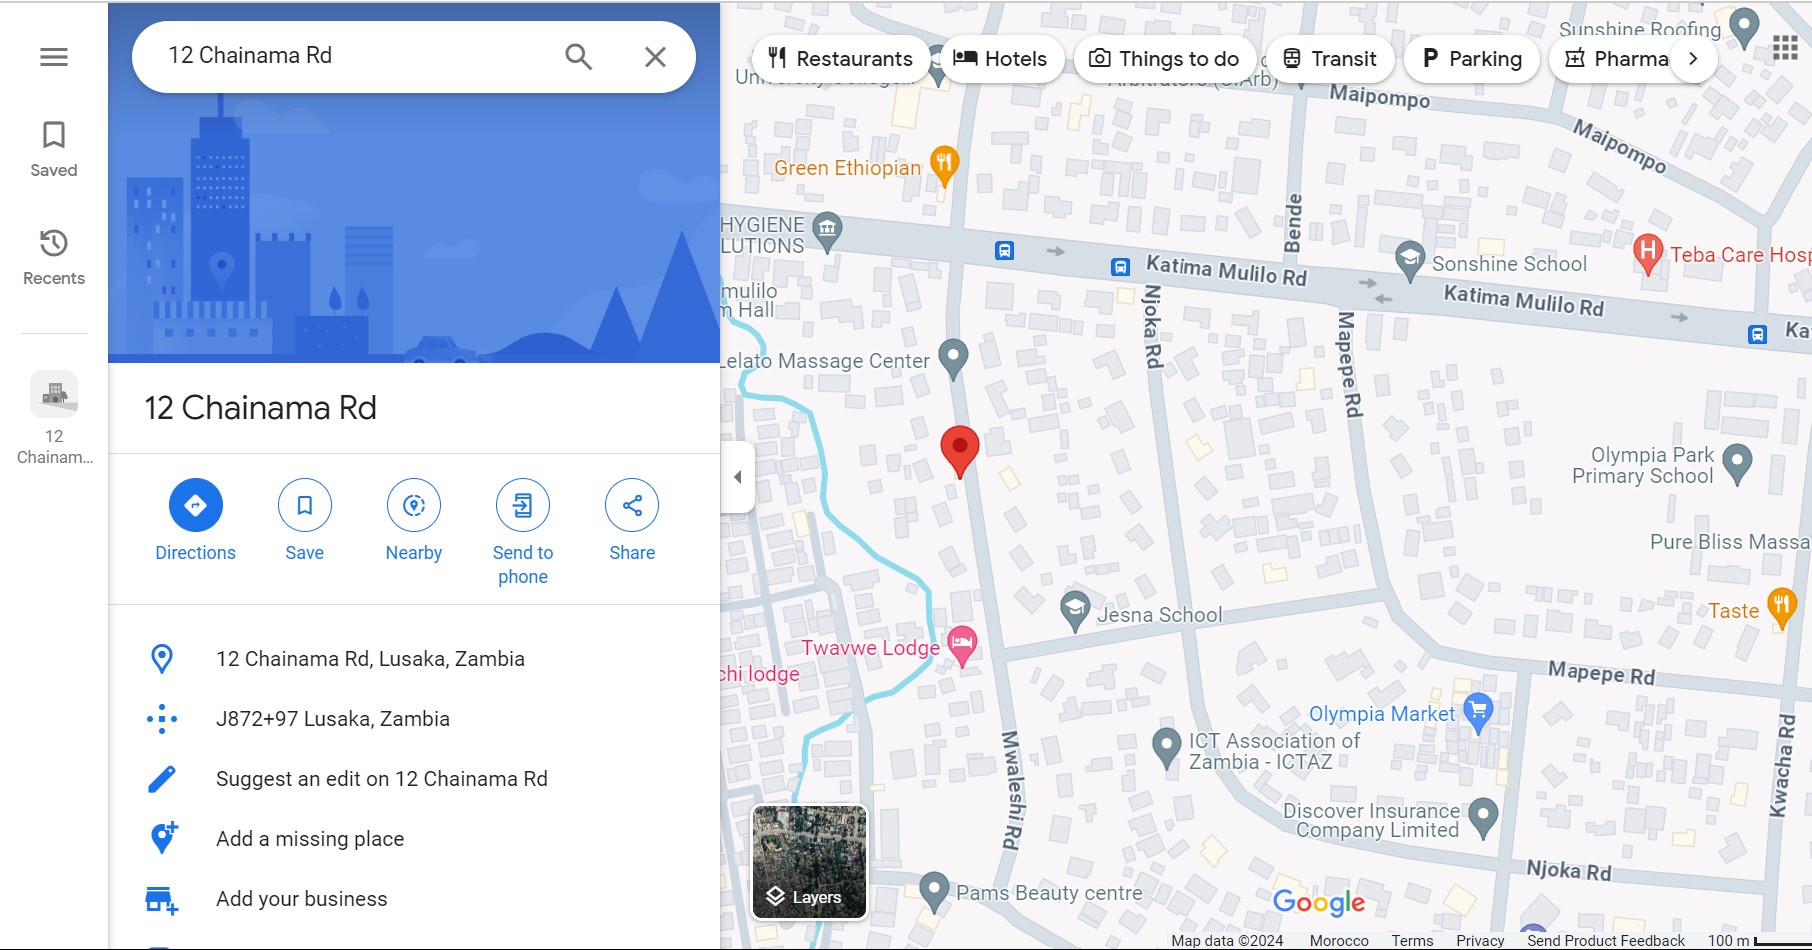 12 Chainama Rd
Saved
Recents
12
Chainam...
12 Chainama Rd
Directions
Save
Nearby
Send to
phone
Share
12 Chainama Rd, Lusaka, Zambia
J872+97 Lusaka, Zambia
Suggest an edit on 12 Chainama Rd
Add a missing place
Add your business
Restaurants
Hotels
Things to do
Transit
P Parking
Pharma
Sunshine Roofing
Maipompo
Maipompo
Green Ethiopian
HYGIENE
LUTIONS
Bende
Katima Mulilo Rd
Sonshine School
H
Teba Care Hosp
Katima Mulilo Rd
Ka
mulilo
m Hall
Njoka Rd
Mapepe Rd
Lelato Massage Center
Olympia Park
Primary School
Pure Bliss Massa
Jesna School
Taste
Twavwe Lodge
chi lodge
Mapepe Rd
Olympia Market
ICT Association of
Zambia - ICTAZ
Mwaleshi Rd
Kwacha Rd
Discover Insurance
Company Limited
Njoka Rd
Layers
Pams Beauty centre
Google
Map data ©2024 Morocco Terms Privacy Send Product Feedback 100 m